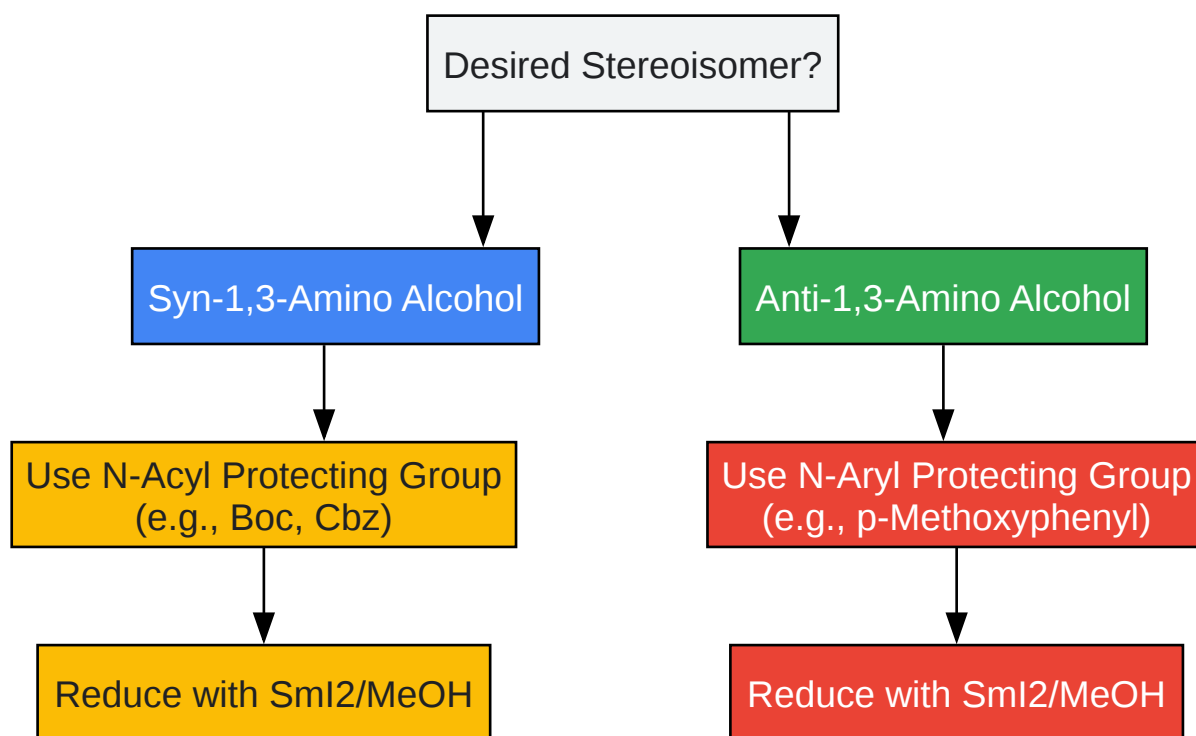 Desired Stereoisomer?
Syn-1,3-Amino Alcohol
Anti-1,3-Amino Alcohol
Use N-Acyl Protecting Group
(e.g., Boc, Cbz)
Use N-Aryl Protecting Group
(e.g., p-Methoxyphenyl)
Reduce with SmI2/MeOH
Reduce with SmI2/MeOH